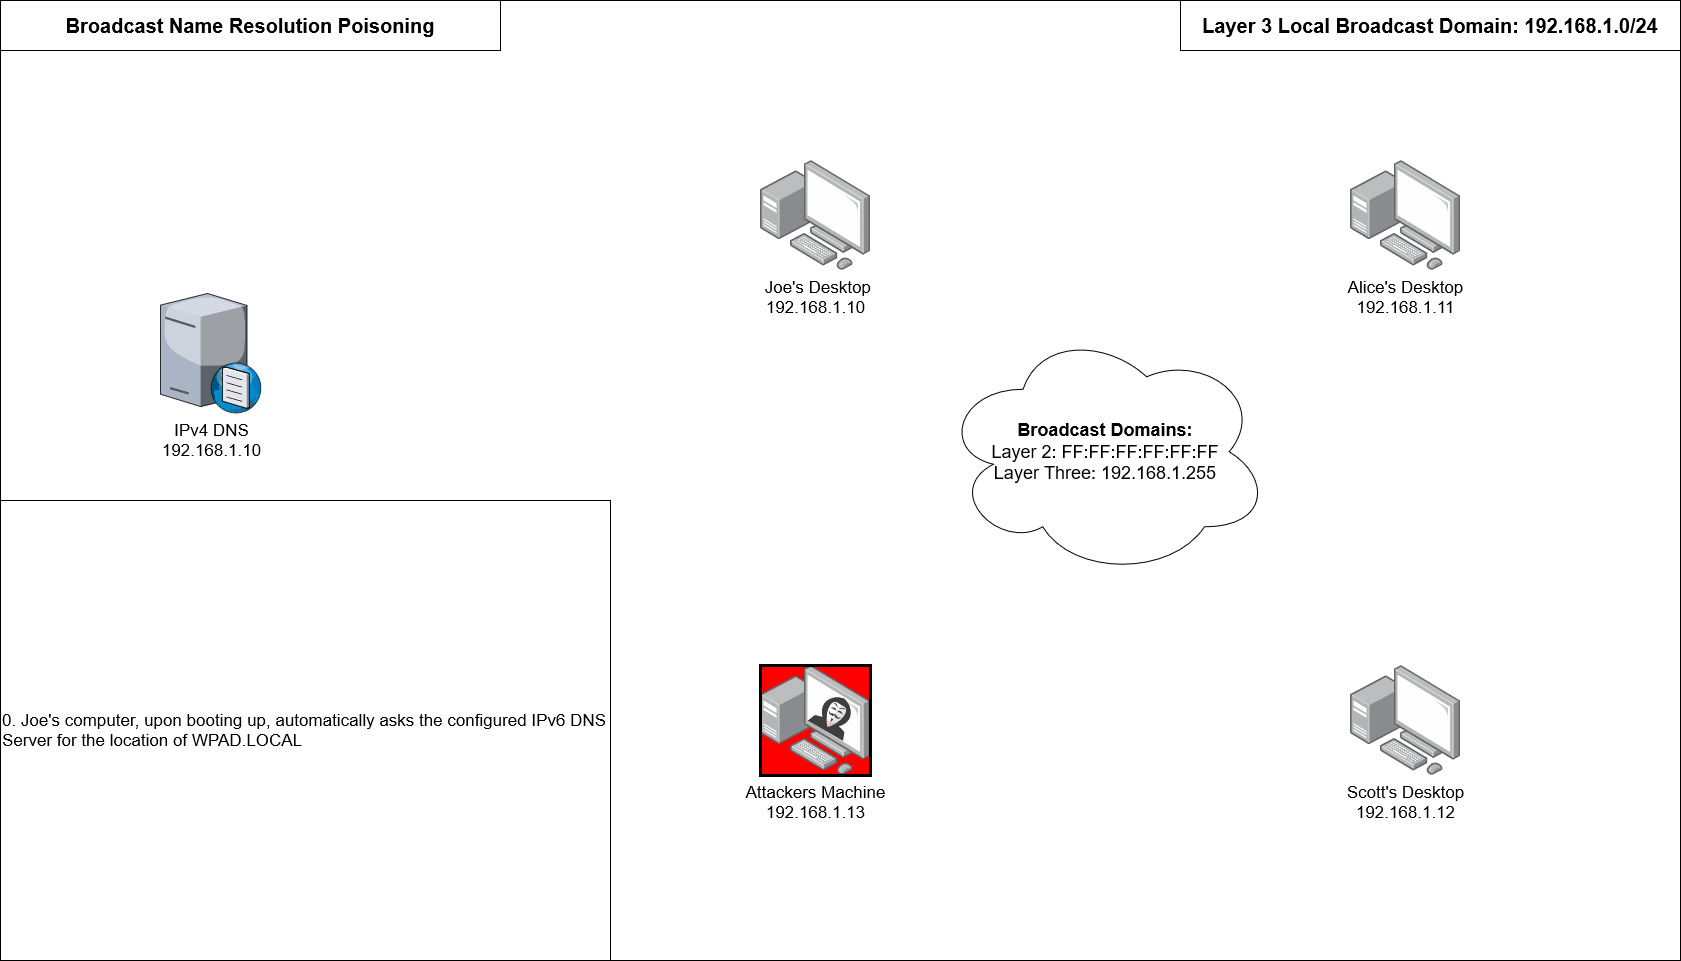 Broadcast Name Resolution Poisoning
Layer 3 Local Broadcast Domain: 192.168.1.0/24
Joe's Desktop
192.168.1.10
Alice's Desktop
192.168.1.11
IPv4 DNS
192.168.1.10
Broadcast Domains:
Layer 2: FF:FF:FF:FF:FF:FF
Layer Three: 192.168.1.255
0. Joe's computer, upon booting up, automatically asks the configured IPv6 DNS
Server for the location of WPAD.LOCAL
Attackers Machine
192.168.1.13
Scott's Desktop
192.168.1.12